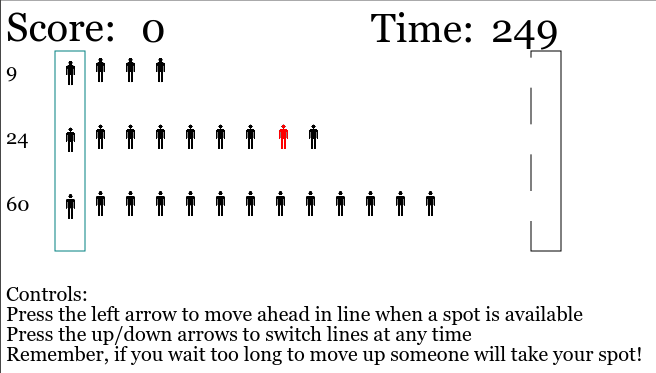 Score: 0 Time: 249
9
24
60
Controls:
Press the left arrow to move ahead in line when a spot is available
Press the up/down arrows to switch lines at any time
Remember, if you wait too long to move up someone will take your spot!